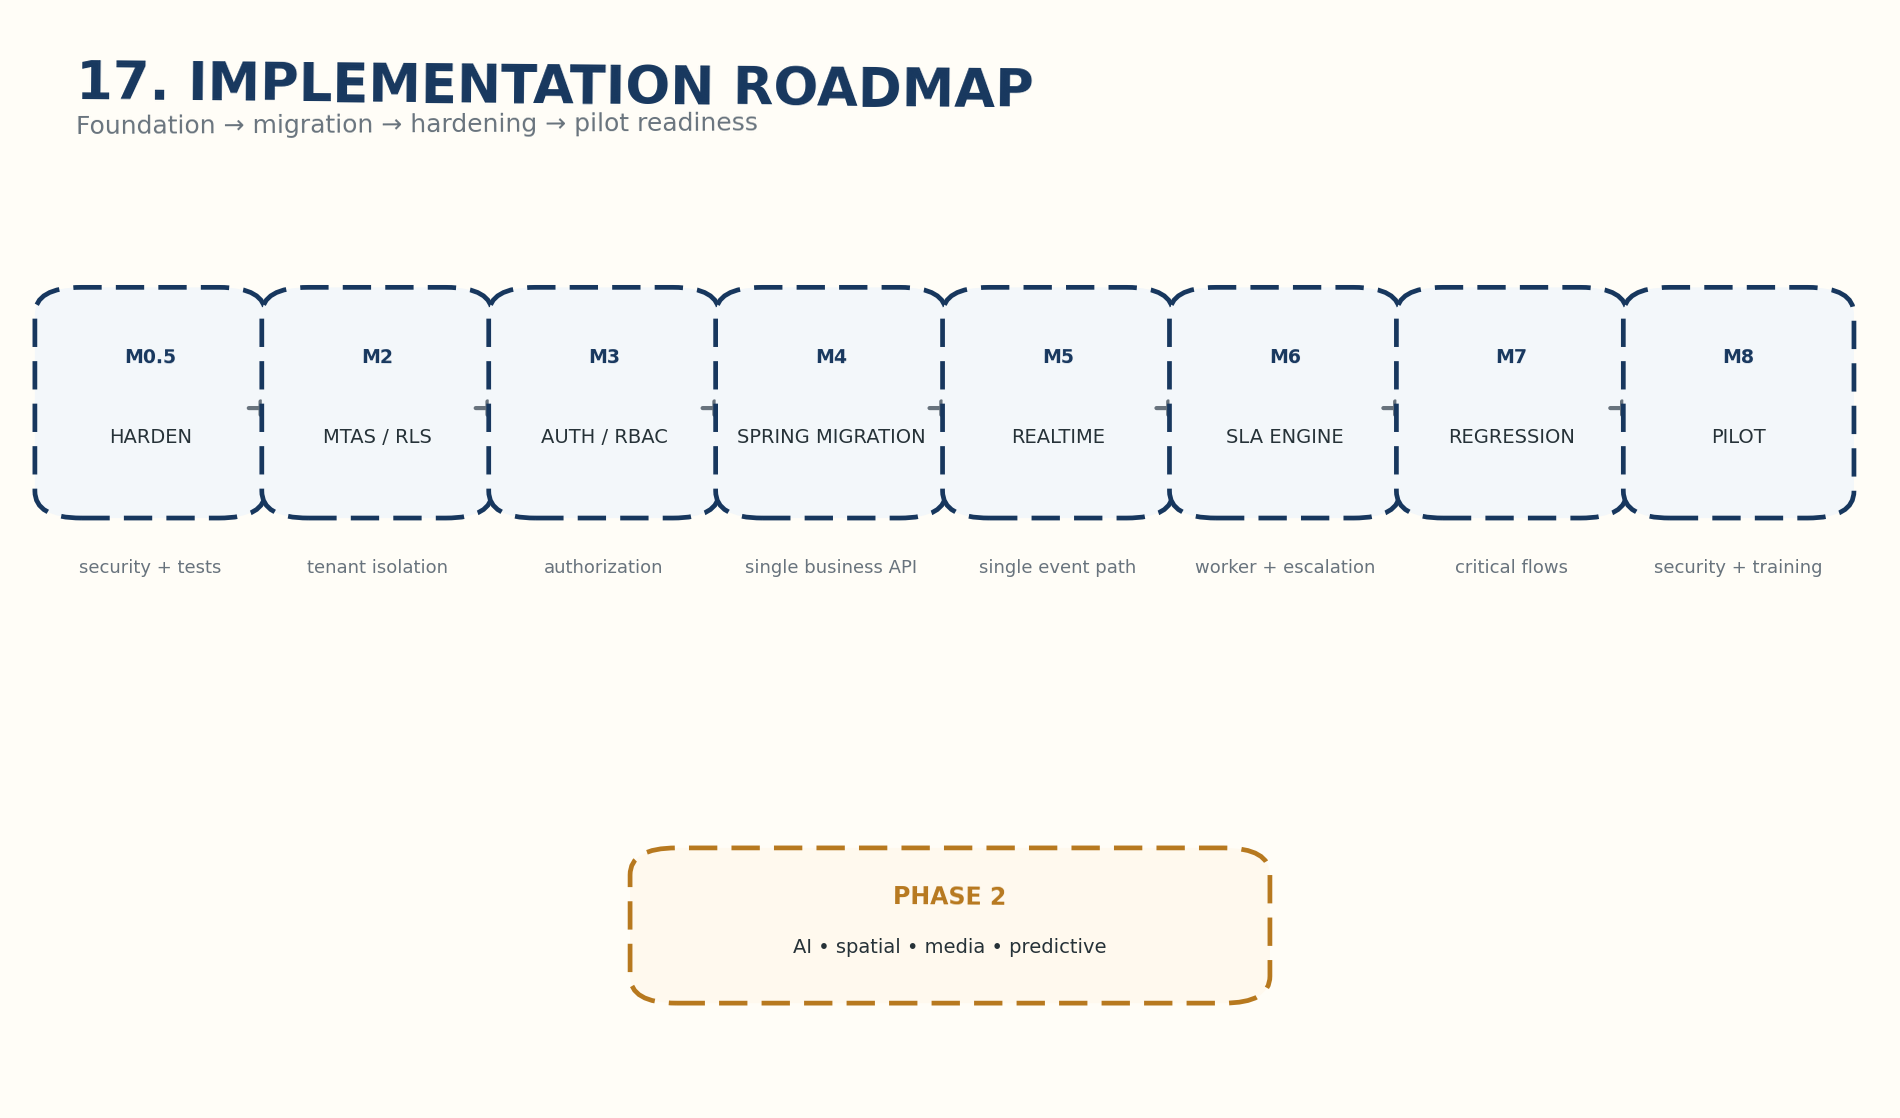 17. IMPLEMENTATION ROADMAP
Foundation → migration → hardening → pilot readiness
M0.5
HARDEN
security + tests
M2
MTAS / RLS
tenant isolation
M3
AUTH / RBAC
authorization
M4
SPRING MIGRATION
single business API
M5
REALTIME
single event path
M6
SLA ENGINE
worker + escalation
M7
REGRESSION
critical flows
M8
PILOT
security + training
PHASE 2
AI • spatial • media • predictive